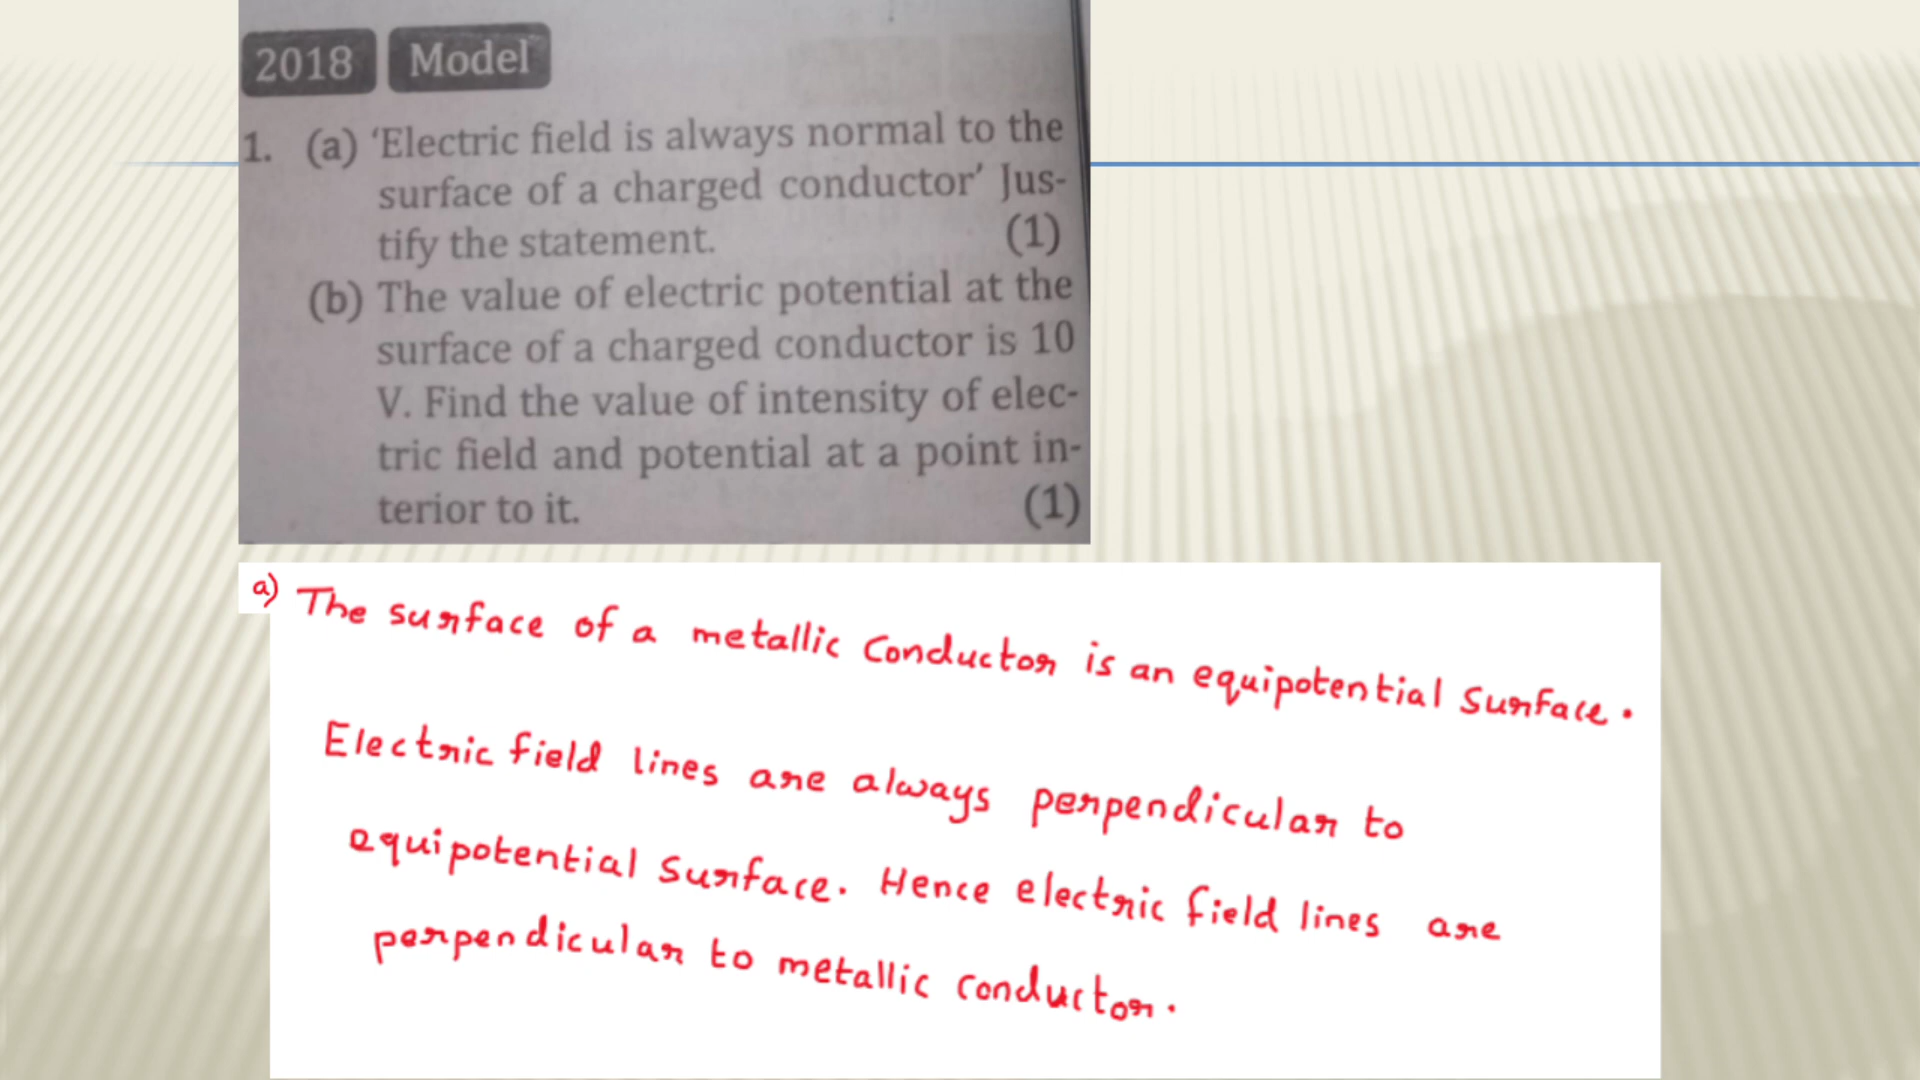 2018 Model
1. (a) ‘Electric field is always normal to the
surface of a charged conductor’ Jus-
tify the statement. (1)
(b) The value of electric potential at the
surface of a charged conductor is 10
V. Find the value of intensity of elec-
tric field and potential at a point in-
terior to it. (1)
a) The surface of a metallic Conductor is an equipotential Surface.
Electric field lines are always perpendicular to
equipotential Surface. Hence electric field lines are
perpendicular to metallic conductor.